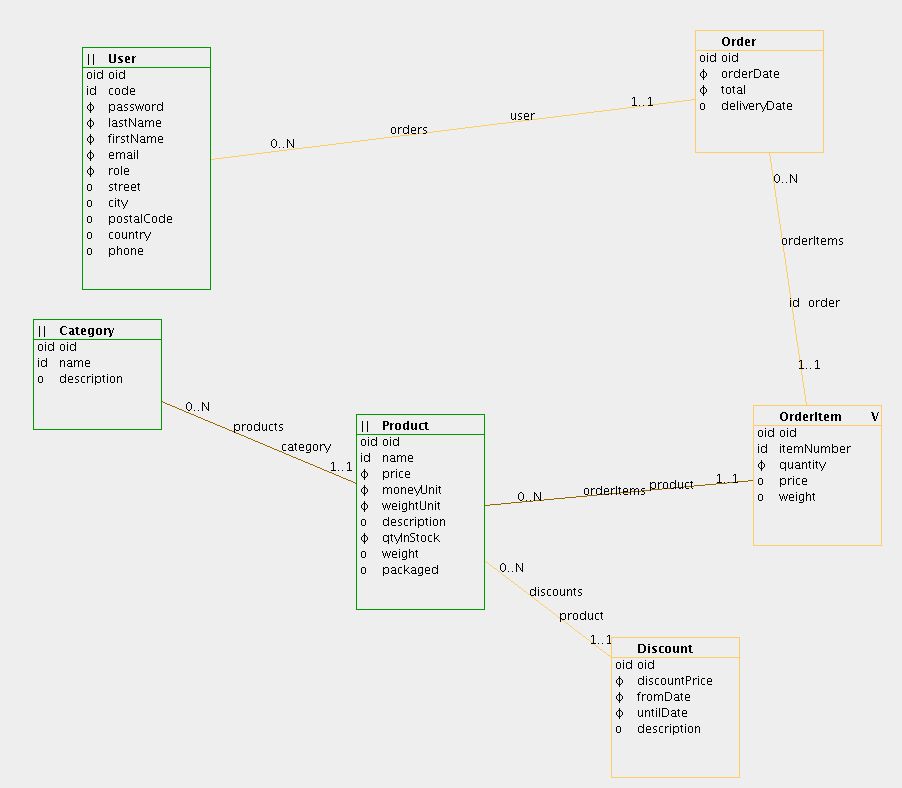 || User
oid oid
id code
ϕ password
ϕ lastName
ϕ firstName
ϕ email
ϕ role
o street
o city
o postalCode
o country
o phone
0..N
orders
user
1..1
Order
oid oid
ϕ orderDate
ϕ total
o deliveryDate
0..N
orderItems
id order
1..1
|| Category
oid oid
id name
o description
0..N
products
category
1..1
|| Product
oid oid
id name
ϕ price
ϕ moneyUnit
ϕ weightUnit
o description
ϕ qtyInStock
o weight
o packaged
0..N
orderItems
product
1..1
OrderItem V
oid oid
id itemNumber
ϕ quantity
o price
o weight
0..N
discounts
product
1..1
Discount
oid oid
ϕ discountPrice
ϕ fromDate
ϕ untilDate
o description